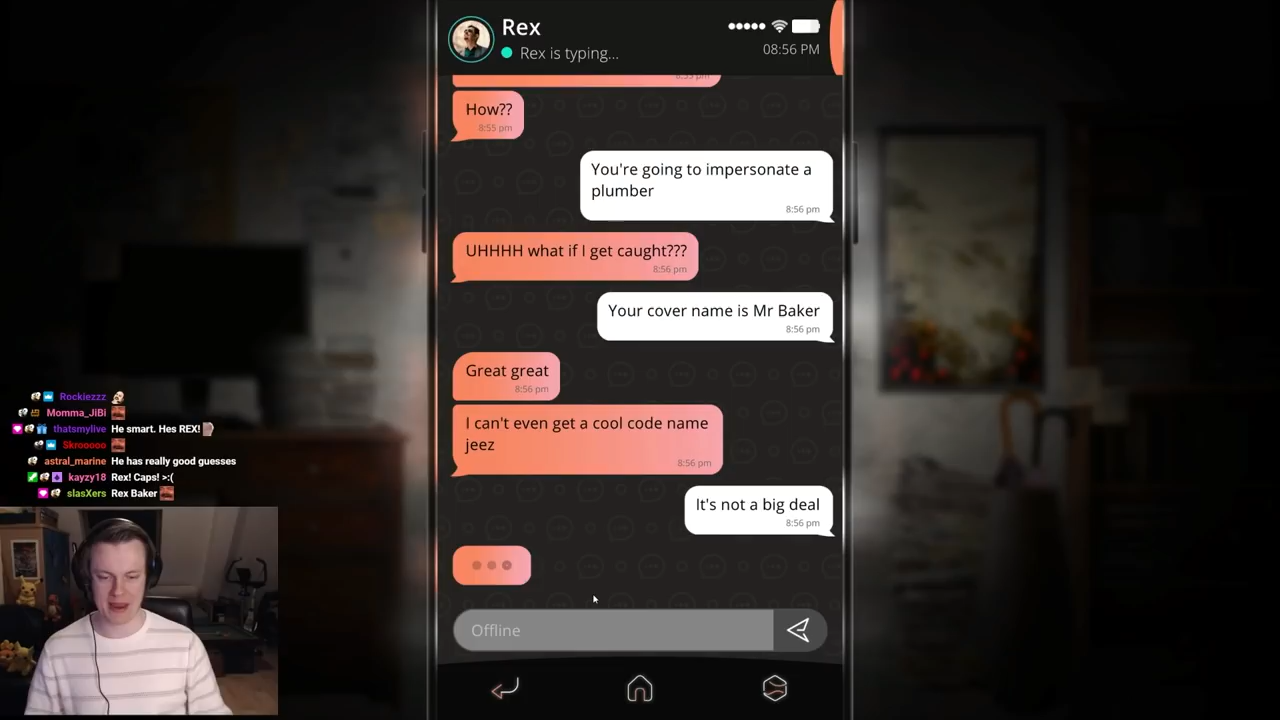 Rex
Rex is typing...
08:56 PM
How??
8:55 pm
You're going to impersonate a
plumber
8:56 pm
UHHHH what if I get caught???
8:56 pm
Your cover name is Mr Baker
8:56 pm
Great great
8:56 pm
I can't even get a cool code name
jeez
8:56 pm
It's not a big deal
8:56 pm
Offline
Rockiezzz
Momma_JiBi
thatsmylive He smart. Hes REX!
Skrooooo
astral_marine He has really good guesses
kayzy18 Rex! Caps! >:(
slasXers Rex Baker